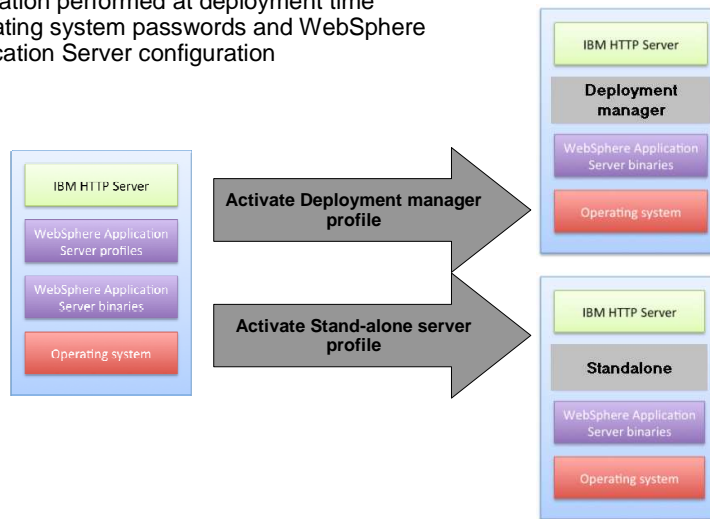 ation performed at deployment time
ating system passwords and WebSphere
cation Server configuration
IBM HTTP Server
WebSphere Application
Server profiles
WebSphere Application
Server binaries
Operating system
Activate Deployment manager
profile
Activate Stand-alone server
profile
IBM HTTP Server
Deployment
manager
WebSphere Application
Server binaries
Operating system
IBM HTTP Server
Standalone
WebSphere Application
Server binaries
Operating system